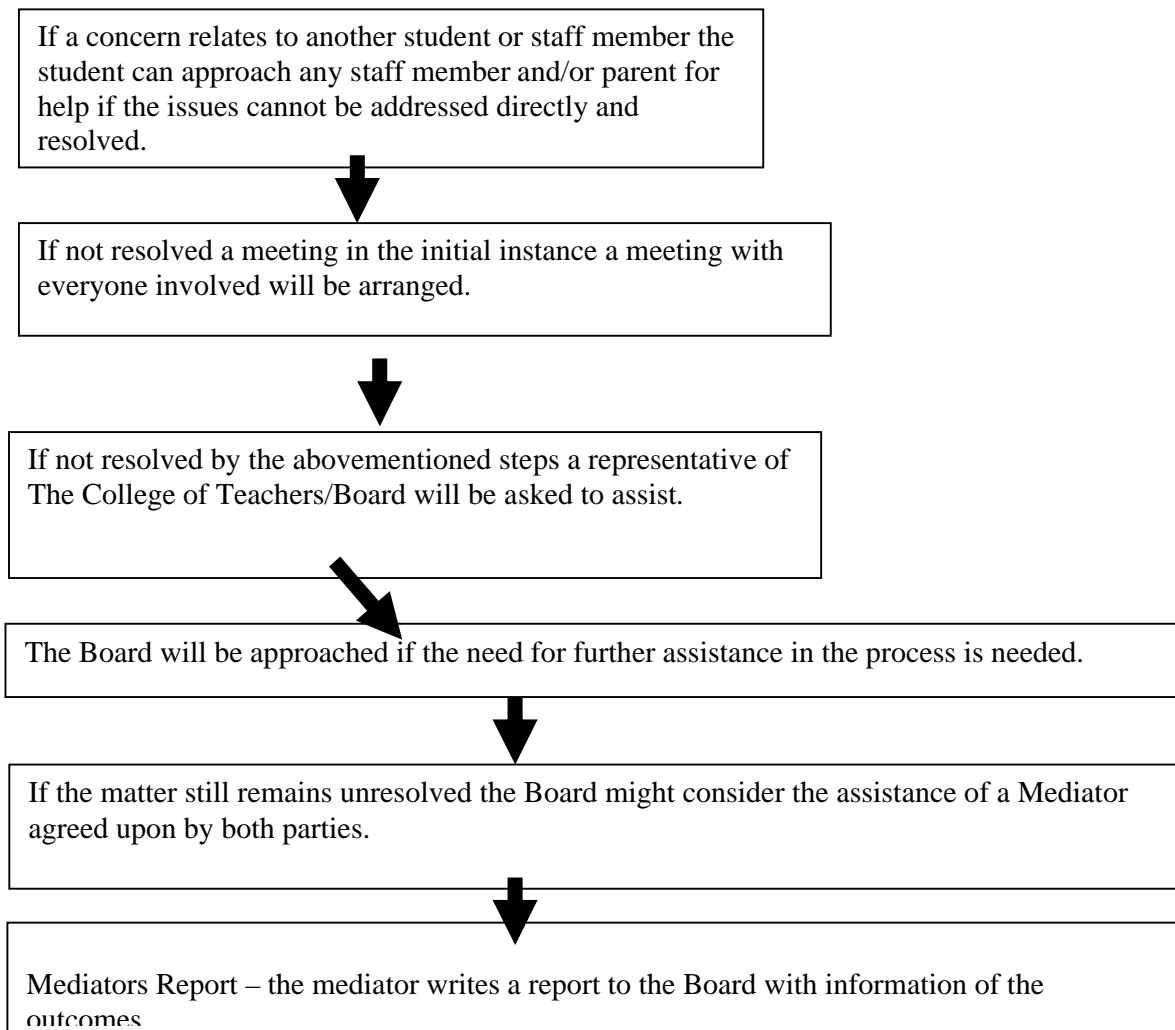 If a concern relates to another student or staff member the
student can approach any staff member and/or parent for
help if the issues cannot be addressed directly and
resolved.
If not resolved a meeting in the initial instance a meeting with
everyone involved will be arranged.
If not resolved by the abovementioned steps a representative of
The College of Teachers/Board will be asked to assist.
The Board will be approached if the need for further assistance in the process is needed.
If the matter still remains unresolved the Board might consider the assistance of a Mediator
agreed upon by both parties.
Mediators Report – the mediator writes a report to the Board with information of the
outcomes